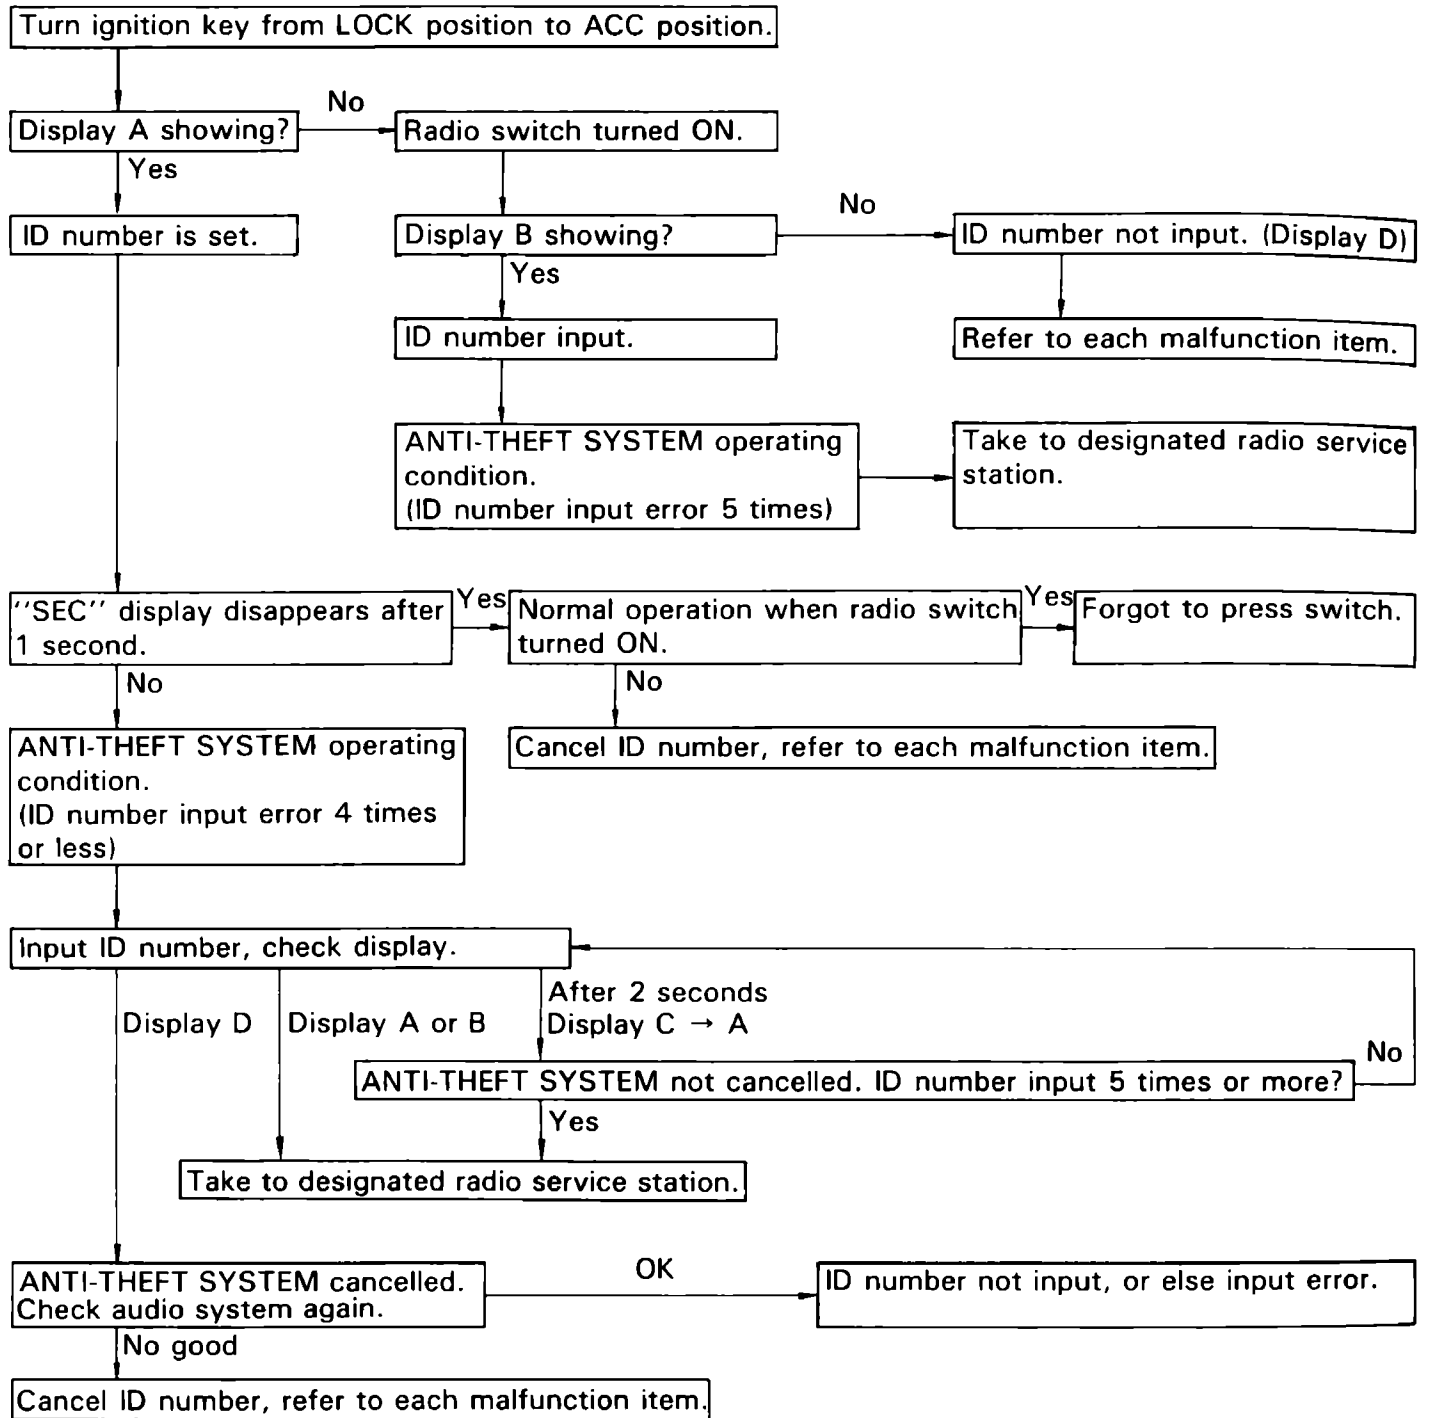 Turn ignition key from LOCK position to ACC position.
No
Display A showing?
Radio switch turned ON.
Yes
No
ID number is set.
Display B showing?
ID number not input. (Display D)
Yes
ID number input.
Refer to each malfunction item.
ANTI-THEFT SYSTEM operating
condition.
(ID number input error 5 times)
Take to designated radio service
station.
''SEC'' display disappears after
1 second.
Yes
Normal operation when radio switch
turned ON.
Yes
Forgot to press switch.
No
No
ANTI-THEFT SYSTEM operating
condition.
(ID number input error 4 times
or less)
Cancel ID number, refer to each malfunction item.
Input ID number, check display.
Display D
Display A or B
After 2 seconds
Display C → A
No
ANTI-THEFT SYSTEM not cancelled. ID number input 5 times or more?
Yes
Take to designated radio service station.
ANTI-THEFT SYSTEM cancelled.
Check audio system again.
OK
ID number not input, or else input error.
No good
Cancel ID number, refer to each malfunction item.